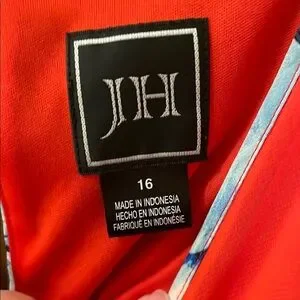 JH
16
MADE IN INDONESIA
HECHO EN INDONESIA
FABRIQUÉ EN INDONÉSIE